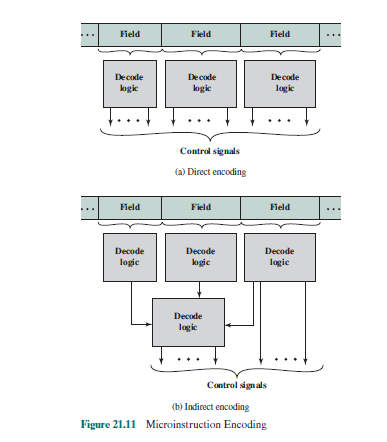 ... Field Field Field ...
Decode Decode Decode
logic logic logic
... ... ...
Control signals
(a) Direct encoding
... Field Field Field ...
Decode Decode Decode
logic logic logic
Decode
logic
... ...
Control signals
(b) Indirect encoding
Figure 21.11 Microinstruction Encoding